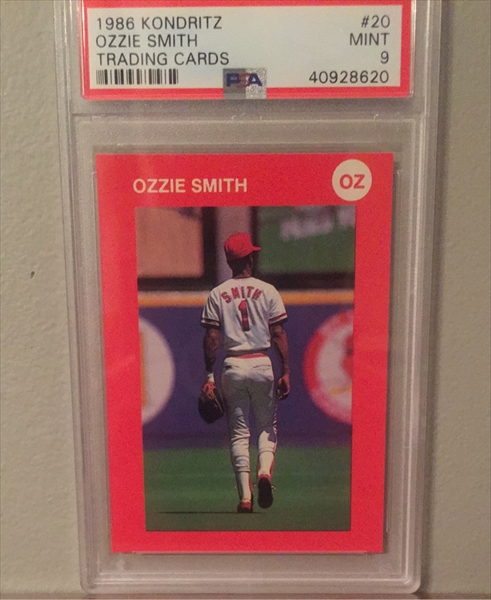 1986 KONDRITZ #20
OZZIE SMITH MINT
TRADING CARDS 9
PSA 40928620
OZZIE SMITH OZ
SMITH
1